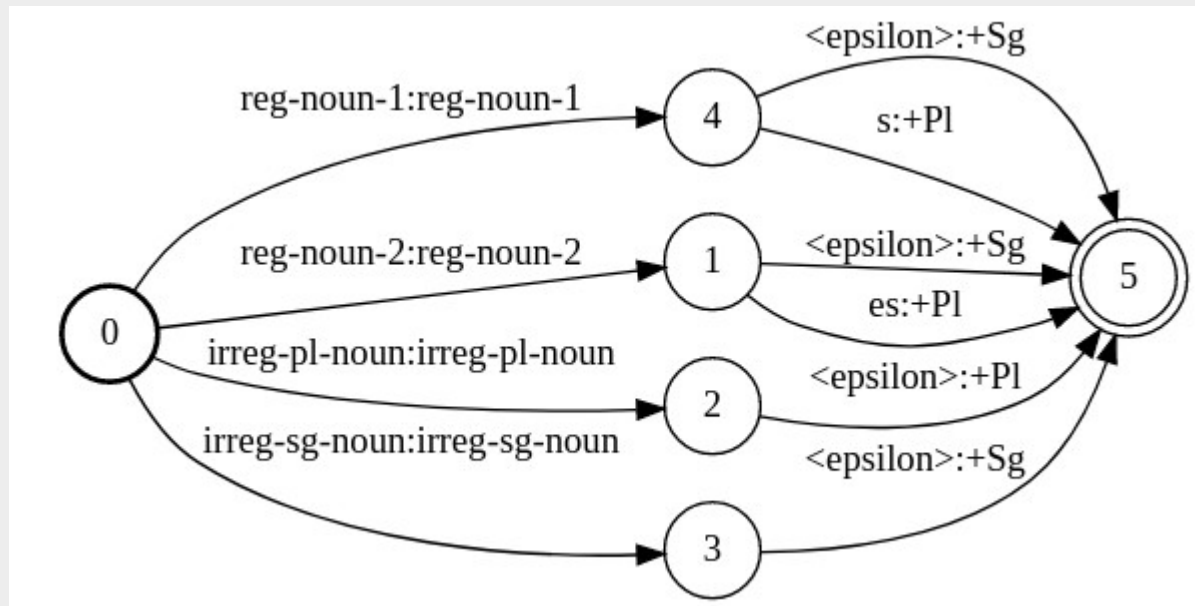 <epsilon>:+Sg
reg-noun-1:reg-noun-1
4
s:+Pl
reg-noun-2:reg-noun-2
1
<epsilon>:+Sg
5
es:+Pl
0
irreg-pl-noun:irreg-pl-noun
2
<epsilon>:+Pl
irreg-sg-noun:irreg-sg-noun
<epsilon>:+Sg
3